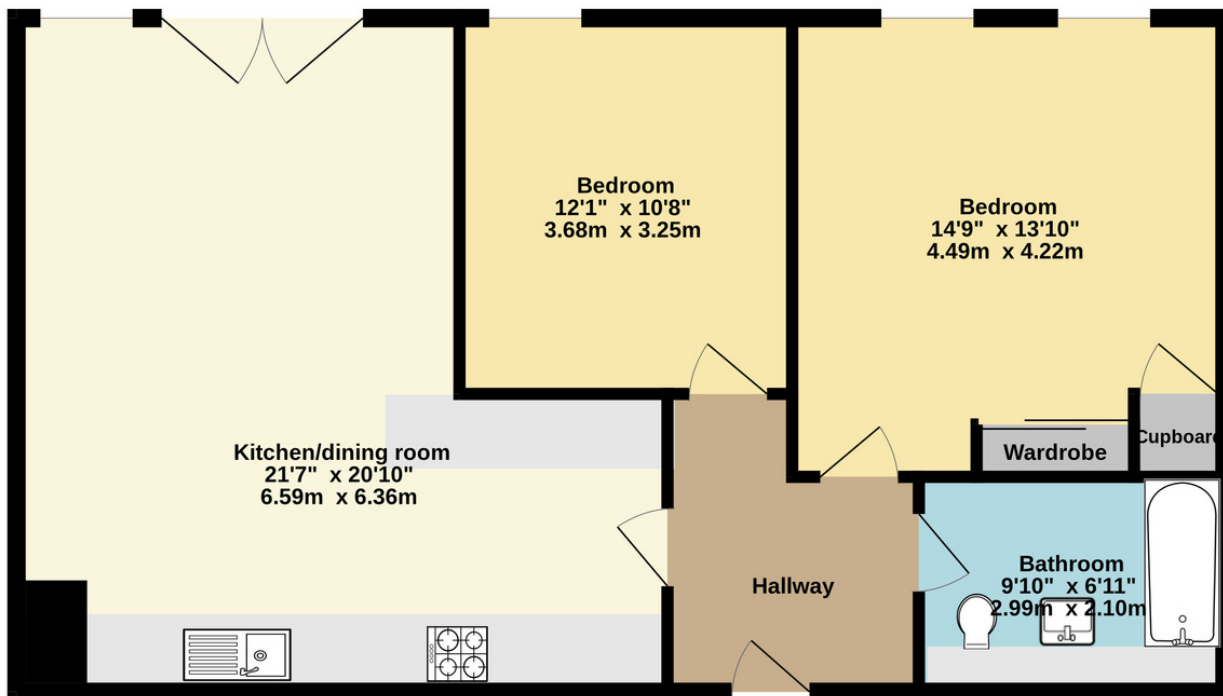 Bedroom
12'1" x 10'8"
3.68m x 3.25m
Bedroom
14'9" x 13'10"
4.49m x 4.22m
Kitchen/dining room
21'7" x 20'10"
6.59m x 6.36m
Wardrobe
Cupboard
Hallway
Bathroom
9'10" x 6'11"
2.99m x 2.10m